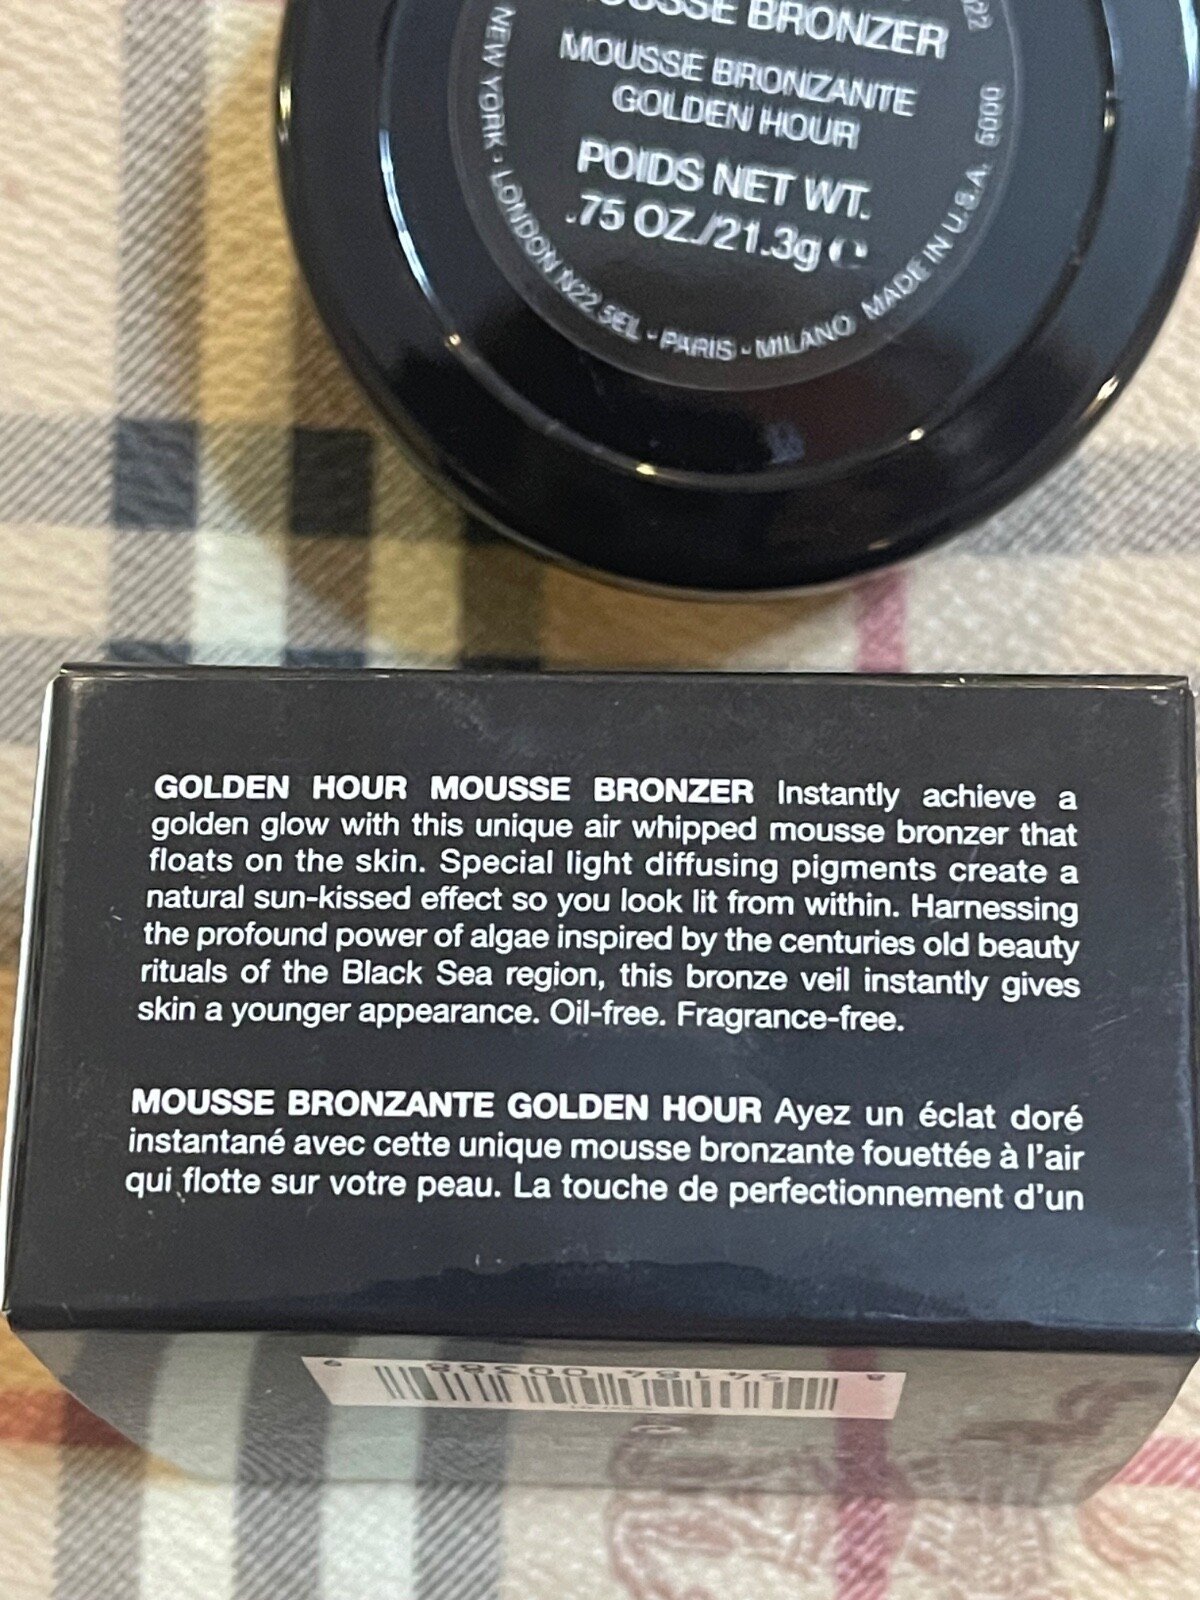 BRONZER
MOUSSE BRONZANTE
GOLDEN HOUR
POIDS NET WT.
.75 OZ./21.3g
NEW YORK - LONDON N22 5EL - PARIS - MILANO MADE IN U.S.A.
GOLDEN HOUR MOUSSE BRONZER Instantly achieve a
golden glow with this unique air whipped mousse bronzer that
floats on the skin. Special light diffusing pigments create a
natural sun-kissed effect so you look lit from within. Harnessing
the profound power of algae inspired by the centuries old beauty
rituals of the Black Sea region, this bronze veil instantly gives
skin a younger appearance. Oil-free. Fragrance-free.
MOUSSE BRONZANTE GOLDEN HOUR Ayez un éclat doré
instantané avec cette unique mousse bronzante fouettée à l'air
qui flotte sur votre peau. La touche de perfectionnement d'un